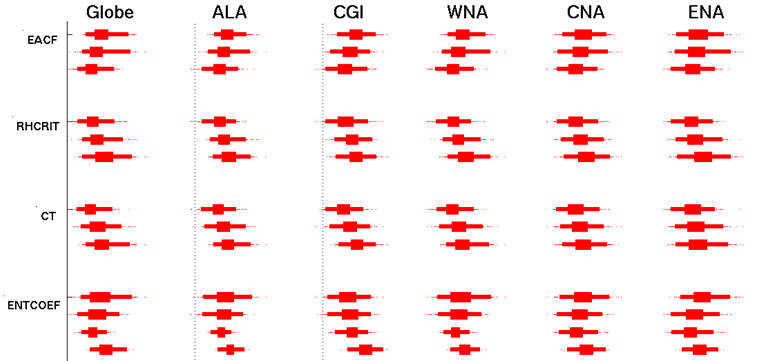 Globe ALA CGI WNA CNA ENA
EACF
RHCRIT
CT
ENTCOEF